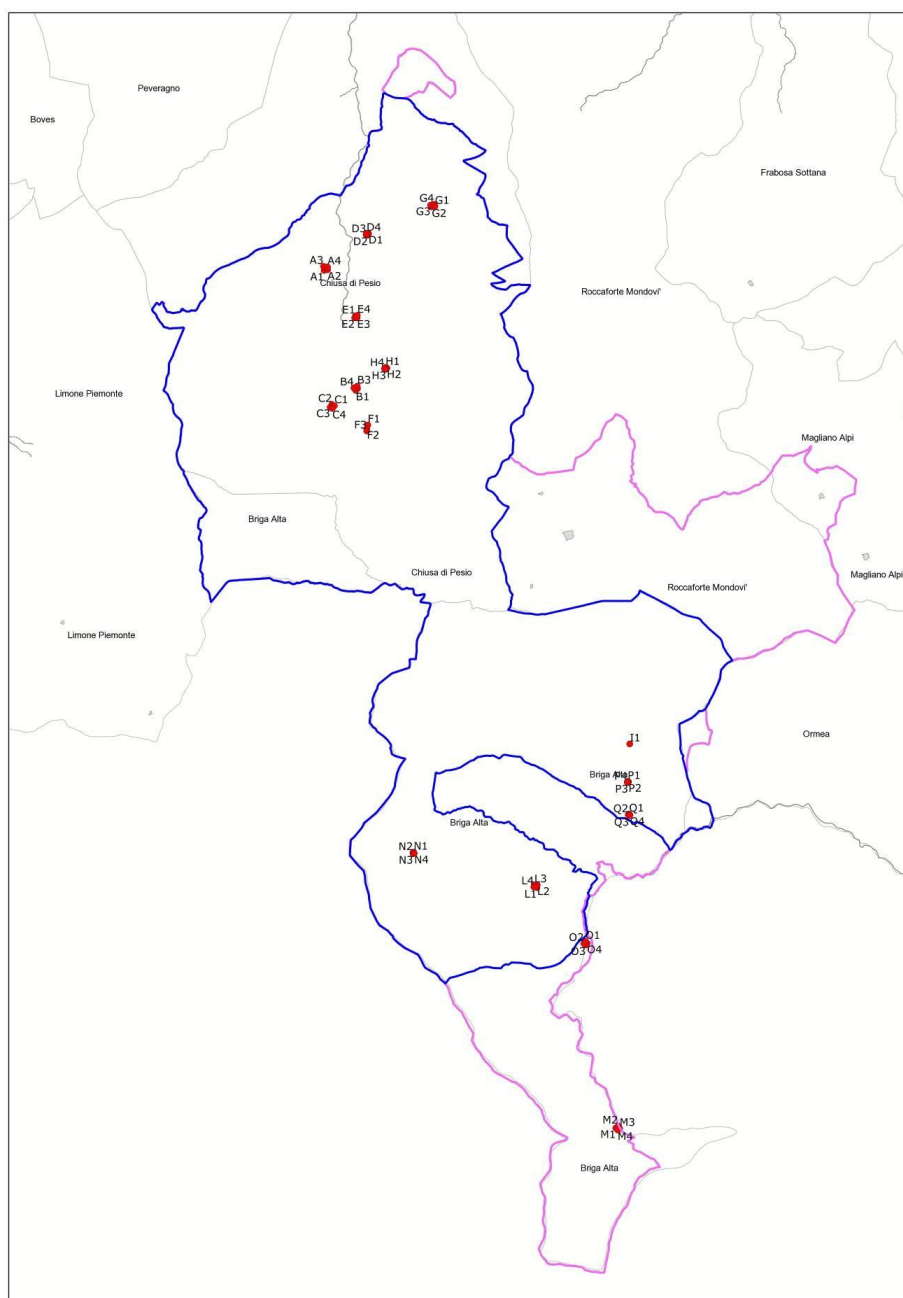 Peveragno
Boves
Frabosa Sottana
G4 G1
G3 G2
D3 D4
D2 D1
A3 A4
A1 A2
Chiusa di Pesio
Roccaforte Mondovi'
E1 E4
E2 E3
H4 H1
H3 H2
B4 B3
B1
Limone Piemonte
C2 C1
C3 C4
F1
F3
F2
Magliano Alpi
Briga Alta
Chiusa di Pesio
Magliano Alpi
Roccaforte Mondovi'
Limone Piemonte
Ormea
I1
Briga Alta
P1
P3 P2
Q2 Q1
Q3 Q4
Briga Alta
N2 N1
N3 N4
L4 L3
L1 L2
O2 O1
O3 O4
M2 M3
M1 M4
Briga Alta